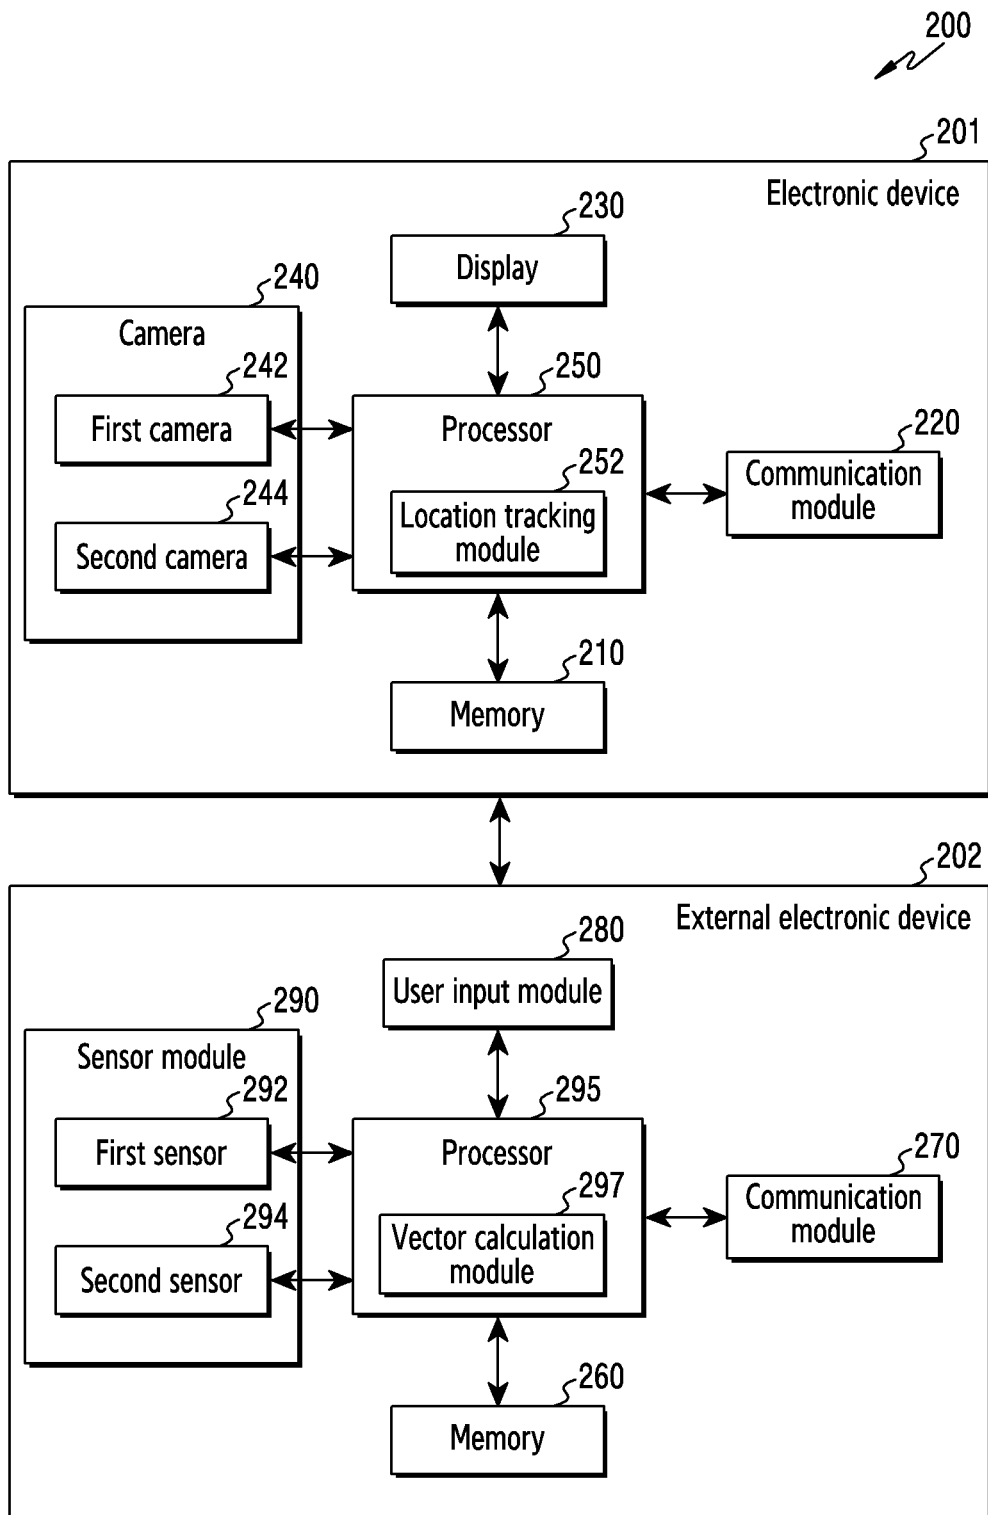 200
201
Electronic device
230
Display
240
Camera
242
First camera
244
Second camera
250
Processor
252
Location tracking
module
220
Communication
module
210
Memory
202
External electronic device
280
User input module
290
Sensor module
292
First sensor
294
Second sensor
295
Processor
297
Vector calculation
module
270
Communication
module
260
Memory